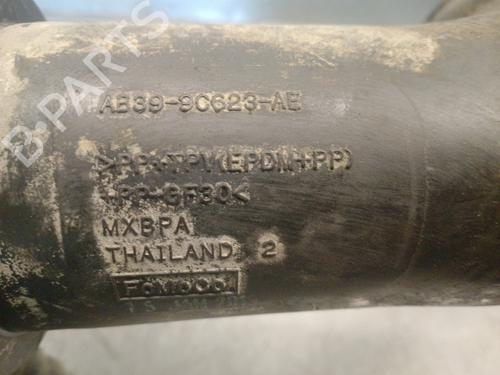 B-PARTS
AB39-9C623-AE
>PP+TPV(EPDM+PP)
+PP-GF30<
MXBPA
THAILAND 2
FoMoCo